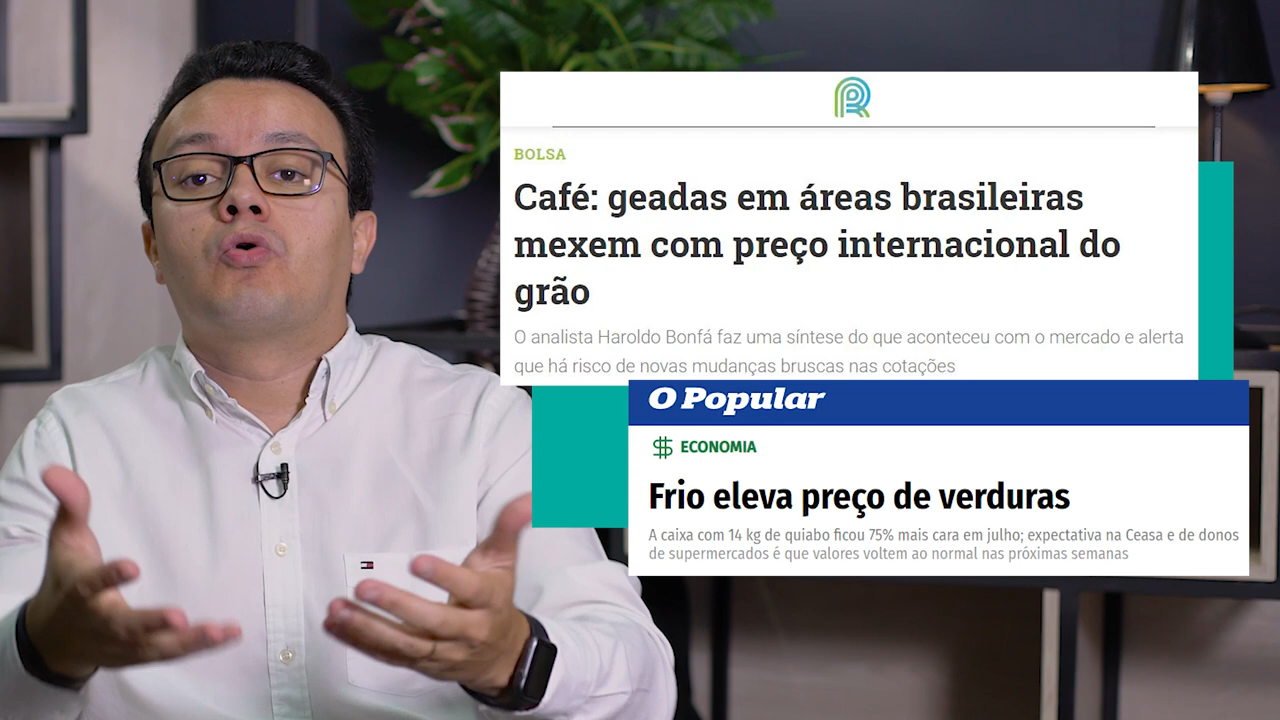 BOLSA
Café: geadas em áreas brasileiras
mexem com preço internacional do
grão
O analista Haroldo Bonfá faz uma síntese do que aconteceu com o mercado e alerta
que há risco de novas mudanças bruscas nas cotações
O Popular
ECONOMIA
Frio eleva preço de verduras
A caixa com 14 kg de quiabo ficou 75% mais cara em julho; expectativa na Ceasa e de donos
de supermercados é que valores voltem ao normal nas próximas semanas